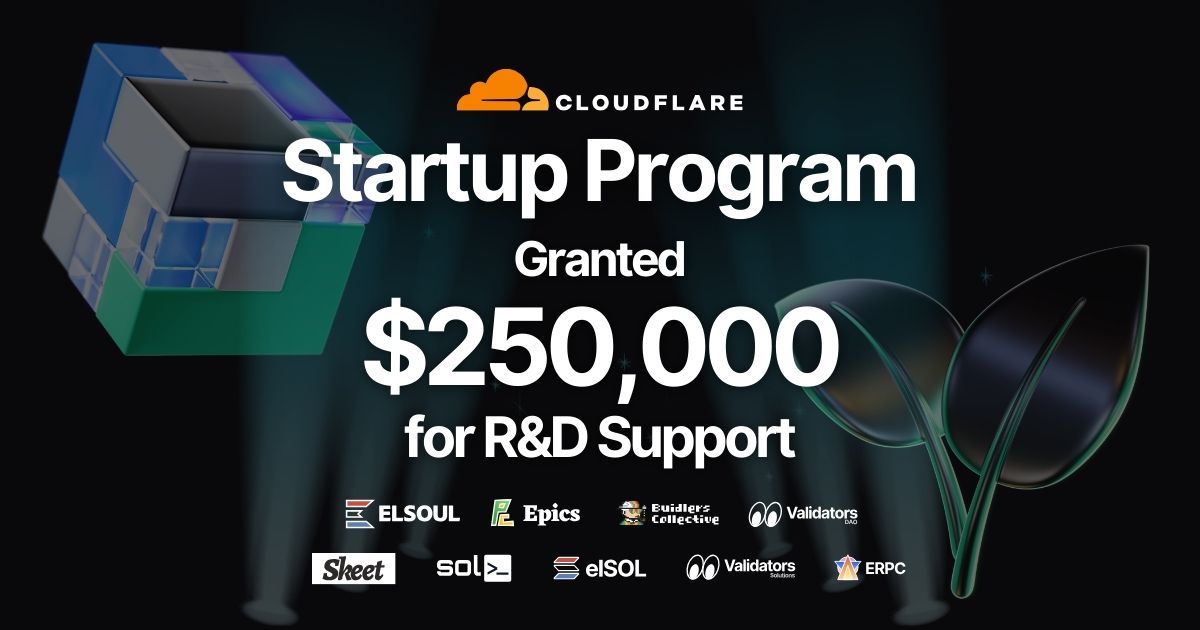 CLOUDFLARE
Startup Program
Granted
$250,000
for R&D Support
ELSOUL
Epics
Buidlers
Collective
Validators
DAO
Skeet
sol>_
elSOL
Validators
Solutions
ERPC